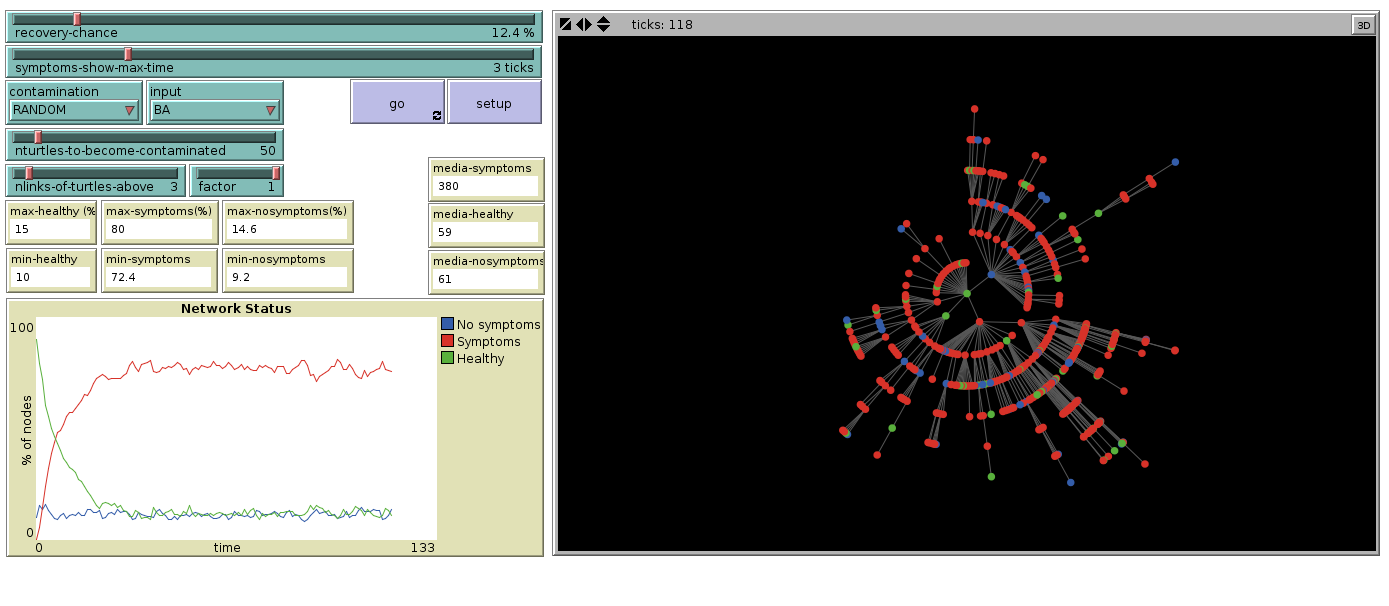 recovery-chance 12.4 %
symptoms-show-max-time 3 ticks
contamination
RANDOM
input
BA
go
setup
nturtles-to-become-contaminated 50
nlinks-of-turtles-above 3
factor 1
max-healthy (%
15
max-symptoms(%)
80
max-nosymptoms(%)
14.6
min-healthy
10
min-symptoms
72.4
min-nosymptoms
9.2
media-symptoms
380
media-healthy
59
media-nosymptoms
61
Network Status
100
% of nodes
0
0
time
133
No symptoms
Symptoms
Healthy
ticks: 118
3D